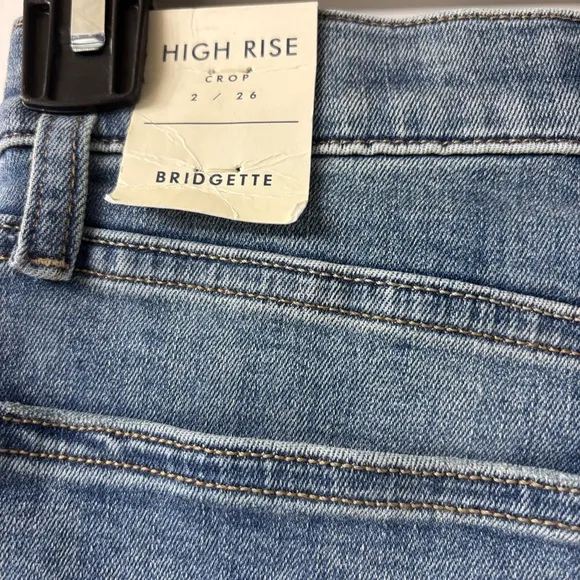 HIGH RISE
CROP
2 / 26
BRIDGETTE